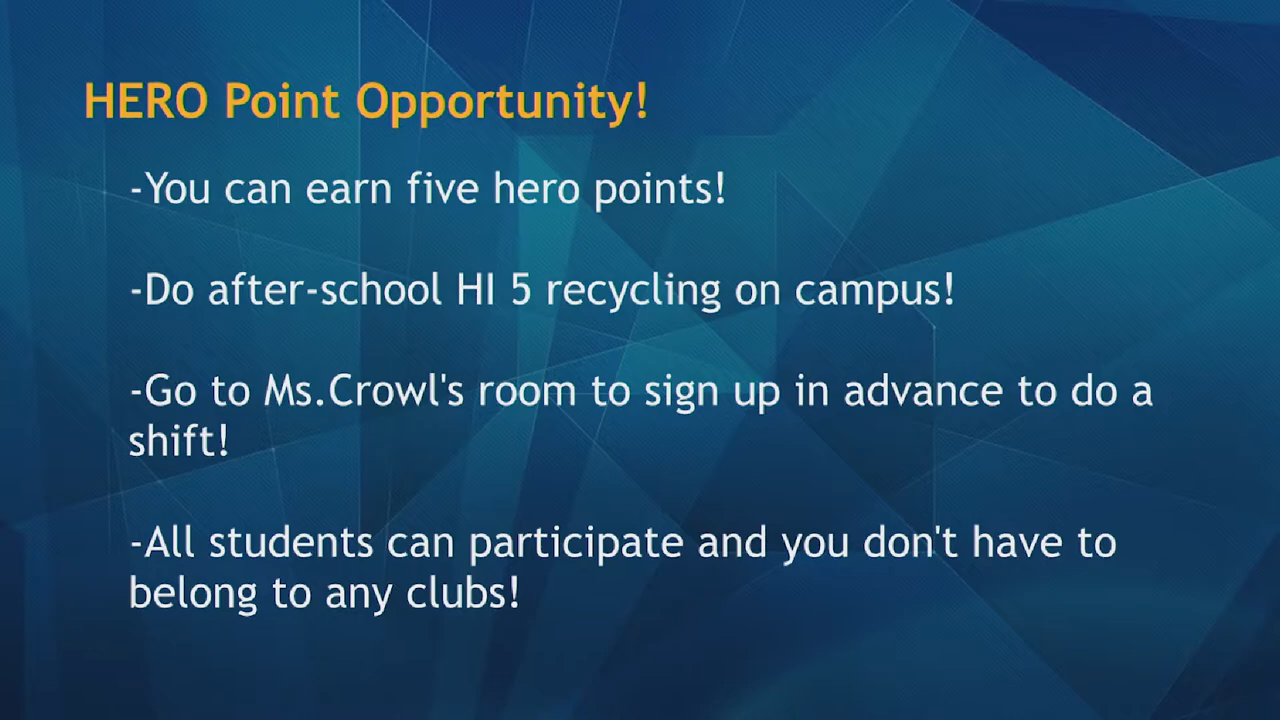 HERO Point Opportunity!
-You can earn five hero points!
-Do after-school HI 5 recycling on campus!
-Go to Ms.Crowl's room to sign up in advance to do a
shift!
-All students can participate and you don't have to
belong to any clubs!